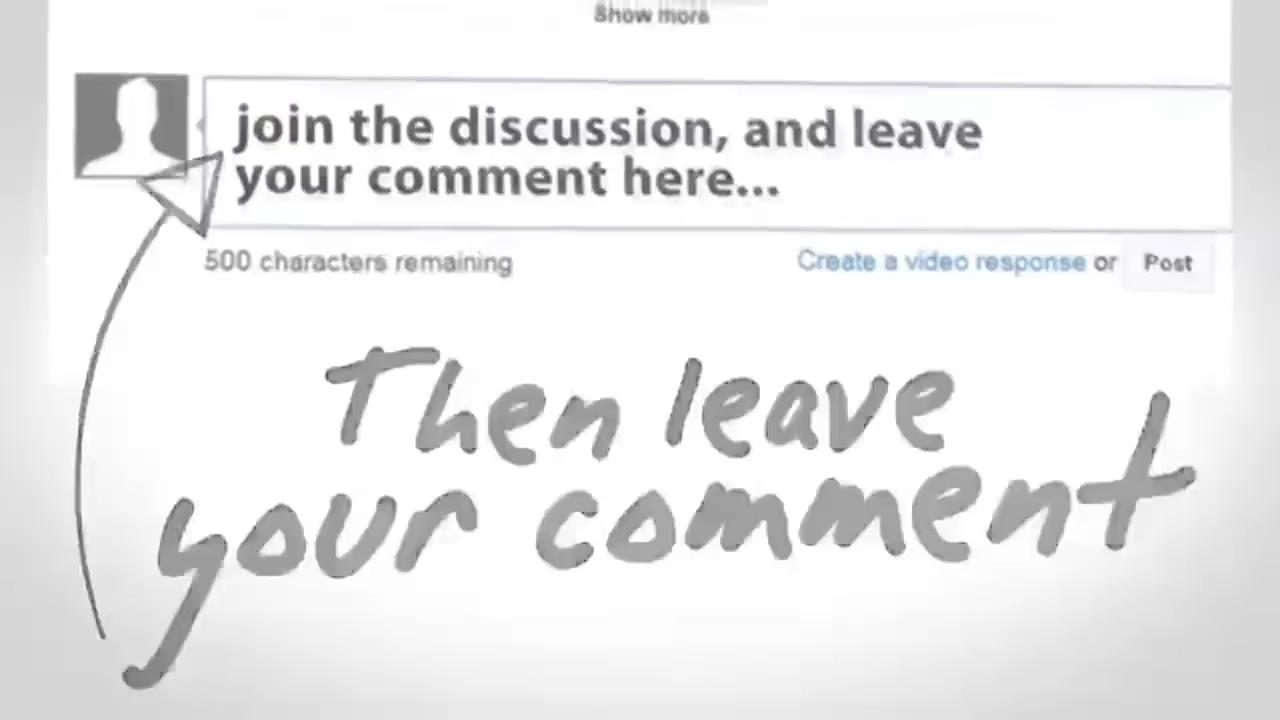 Show more
join the discussion, and leave
your comment here...
500 characters remaining
Create a video response or Post
Then leave
your comment